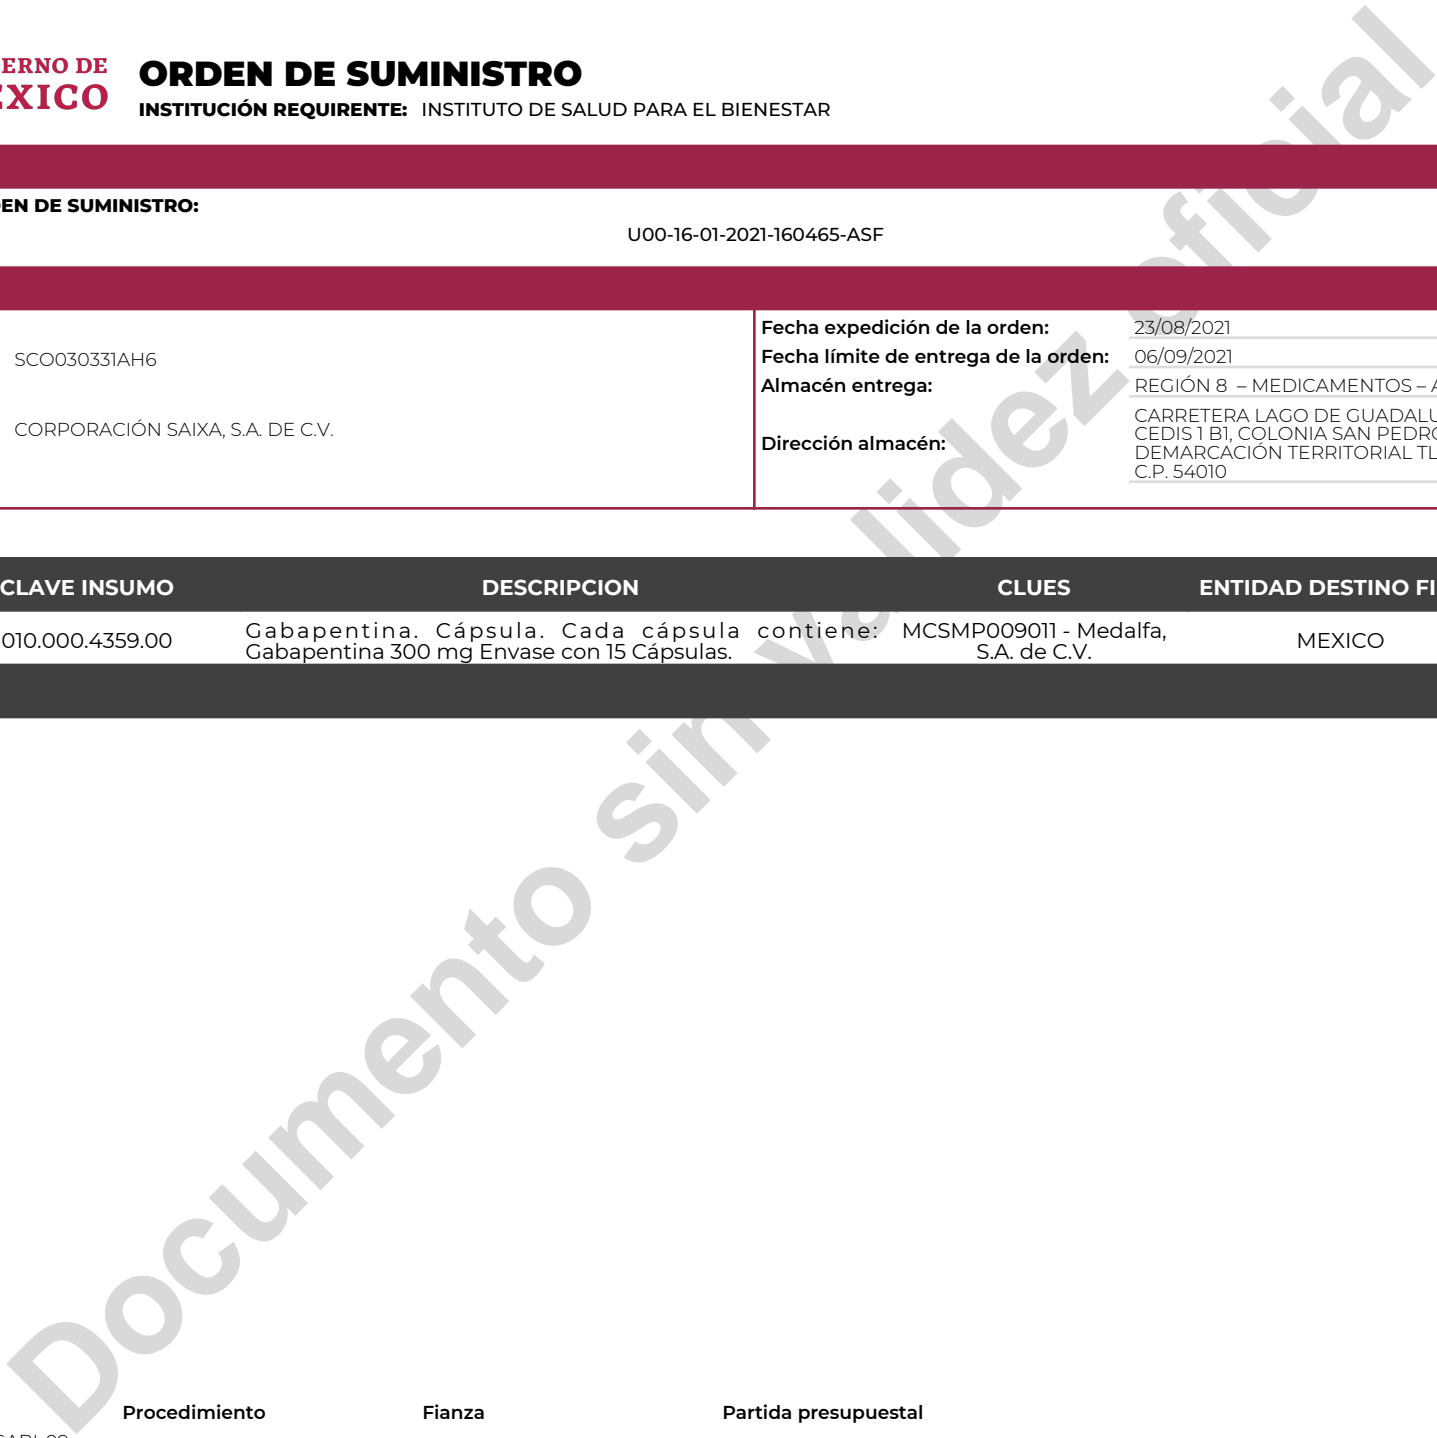 ERNO DE
EXICO
ORDEN DE SUMINISTRO
INSTITUCIÓN REQUIRENTE: INSTITUTO DE SALUD PARA EL BIENESTAR
EN DE SUMINISTRO:
U00-16-01-2021-160465-ASF
SCO030331AH6
CORPORACIÓN SAIXA, S.A. DE C.V.
Fecha expedición de la orden: 23/08/2021
Fecha límite de entrega de la orden: 06/09/2021
Almacén entrega: REGIÓN 8 – MEDICAMENTOS – A
Dirección almacén:
CARRETERA LAGO DE GUADALU
CEDIS 1 B1, COLONIA SAN PEDRO
DEMARCACIÓN TERRITORIAL TL
C.P. 54010
CLAVE INSUMO DESCRIPCION CLUES ENTIDAD DESTINO FI
010.000.4359.00
Gabapentina. Cápsula. Cada cápsula contiene:
Gabapentina 300 mg Envase con 15 Cápsulas.
MCSMP009011 - Medalfa,
S.A. de C.V.
MEXICO
Documento sin validez oficial
Procedimiento Fianza Partida presupuestal